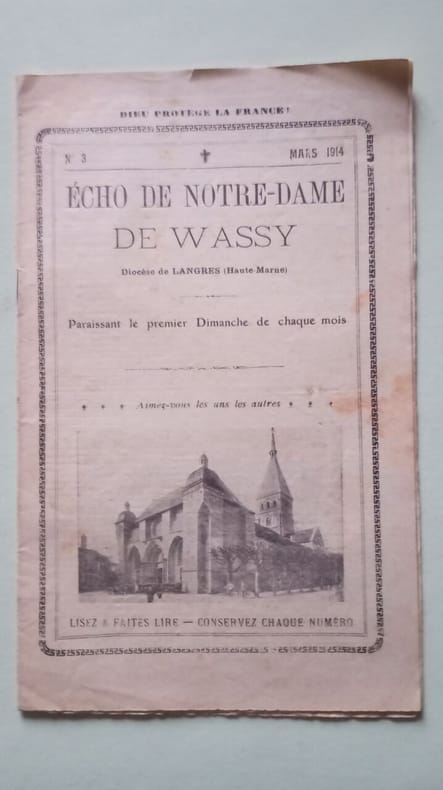 DIEU PROTÈGE LA FRANCE !
N° 3 MARS 1914
ÉCHO DE NOTRE-DAME
DE WASSY
Diocèse de LANGRES (Haute-Marne)
Paraissant le premier Dimanche de chaque mois
Aimez-vous les uns les autres
LISEZ & FAITES LIRE — CONSERVEZ CHAQUE NUMÉRO